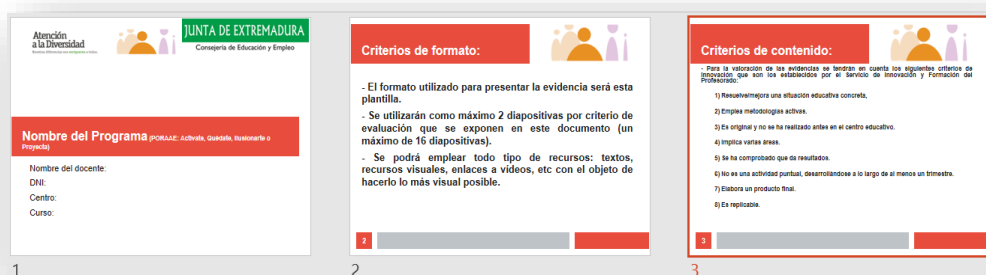 Atención
a la Diversidad
JUNTA DE EXTREMADURA
Consejería de Educación y Empleo
Nombre del Programa (PORAAE: Activate, Quédate, Ilusionarte o
Proyecta)
Nombre del docente:
DNI:
Centro:
Curso:
1
Criterios de formato:
- El formato utilizado para presentar la evidencia será esta
plantilla.
- Se utilizarán como máximo 2 diapositivas por criterio de
evaluación que se exponen en este documento (un
máximo de 16 diapositivas).
- Se podrá emplear todo tipo de recursos: textos,
recursos visuales, enlaces a vídeos, etc con el objeto de
hacerlo lo más visual posible.
2
2
Criterios de contenido:
- Para la valoración de las evidencias se tendrán en cuenta los siguientes criterios de
innovación que son los establecidos por el Servicio de Innovación y Formación del
Profesorado:
1) Resuelve/mejora una situación educativa concreta,
2) Emplea metodologías activas.
3) Es original y no se ha realizado antes en el centro educativo.
4) Implica varias áreas.
5) Se ha comprobado que da resultados.
6) No es una actividad puntual, desarrollándose a lo largo de al menos un trimestre.
7) Elabora un producto final.
8) Es replicable.
3
3